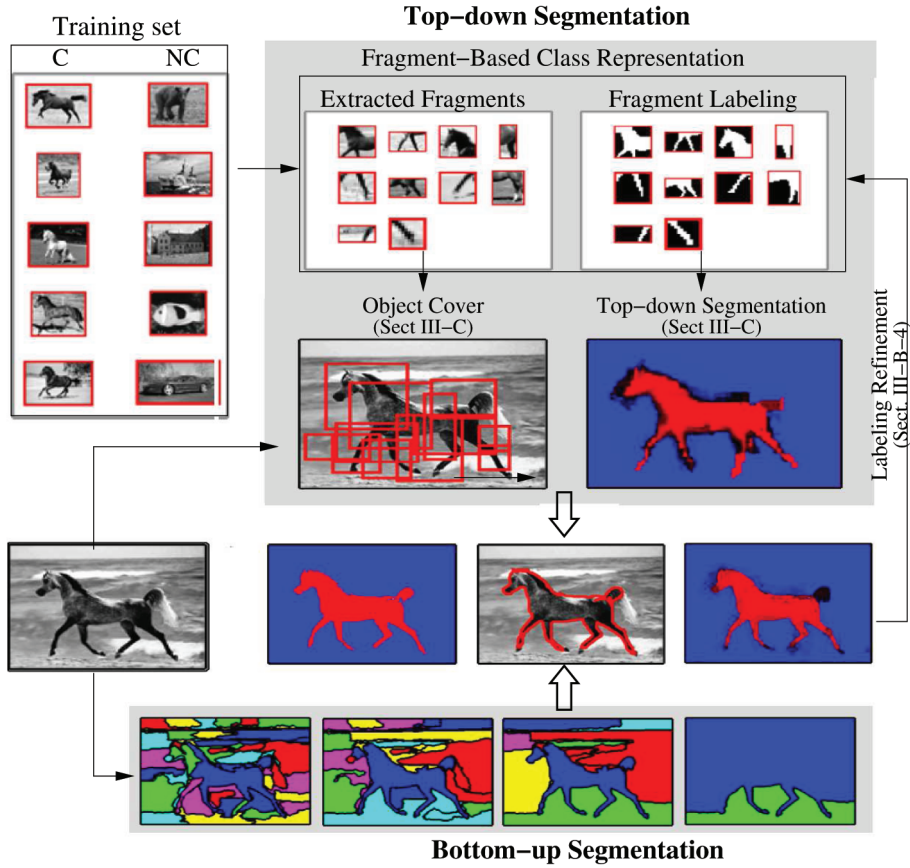 Top-down Segmentation
Training set
C NC
Fragment-Based Class Representation
Extracted Fragments
Fragment Labeling
Object Cover
(Sect III-C)
Top-down Segmentation
(Sect III-C)
Labeling Refinement
(Sect. III-B-4)
Bottom-up Segmentation